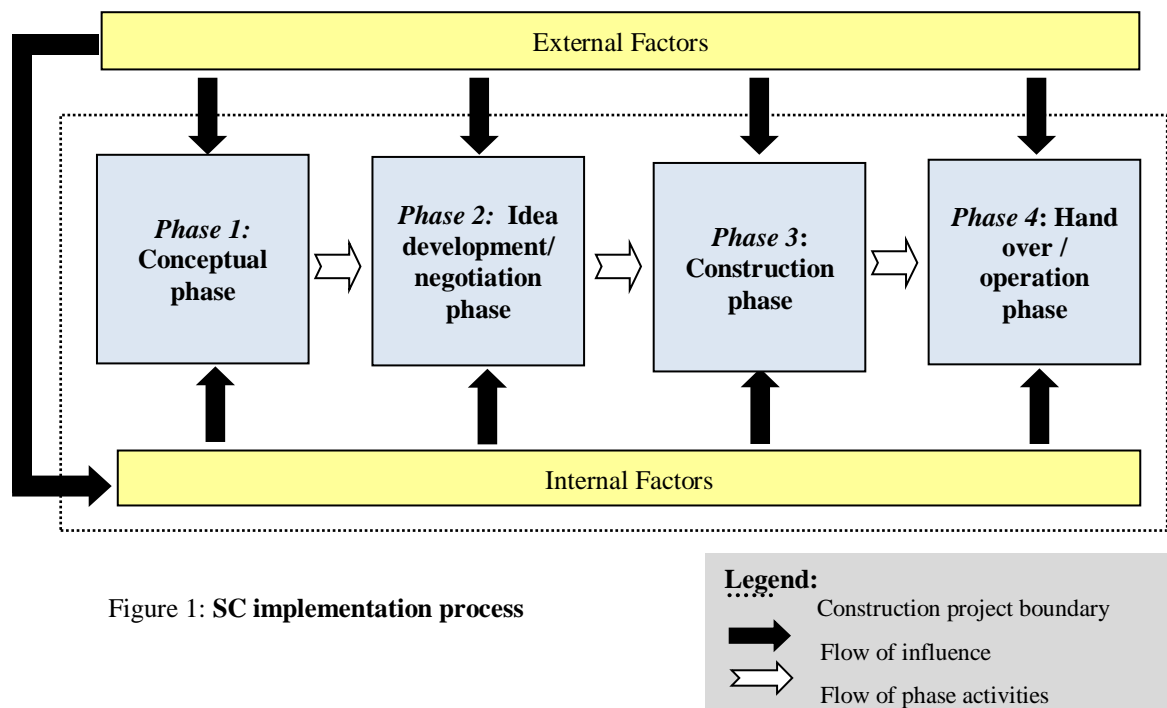 External Factors
Phase 1:
Conceptual
phase
Phase 2: Idea
development/
negotiation
phase
Phase 3:
Construction
phase
Phase 4: Hand
over /
operation
phase
Internal Factors
Figure 1: SC implementation process
Legend:
Construction project boundary
Flow of influence
Flow of phase activities